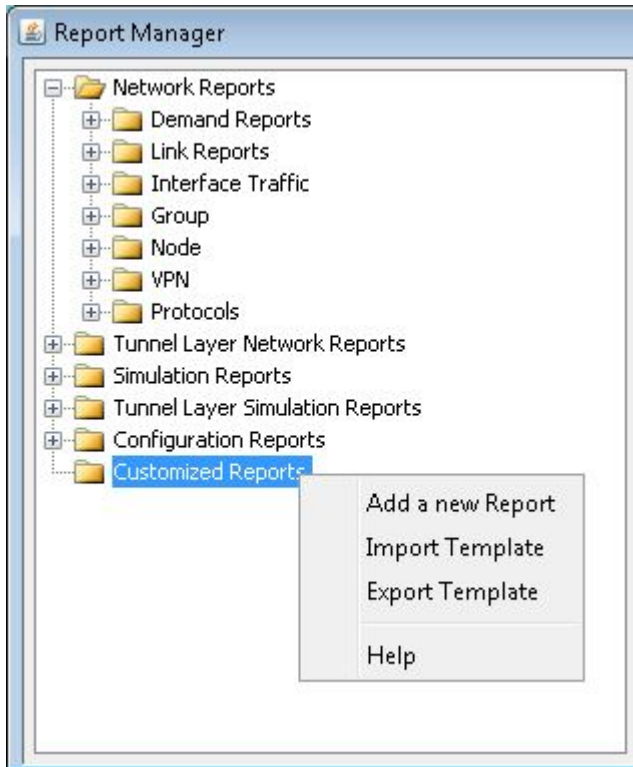 Report Manager
Network Reports
Demand Reports
Link Reports
Interface Traffic
Group
Node
VPN
Protocols
Tunnel Layer Network Reports
Simulation Reports
Tunnel Layer Simulation Reports
Configuration Reports
Customized Reports
Add a new Report
Import Template
Export Template
Help